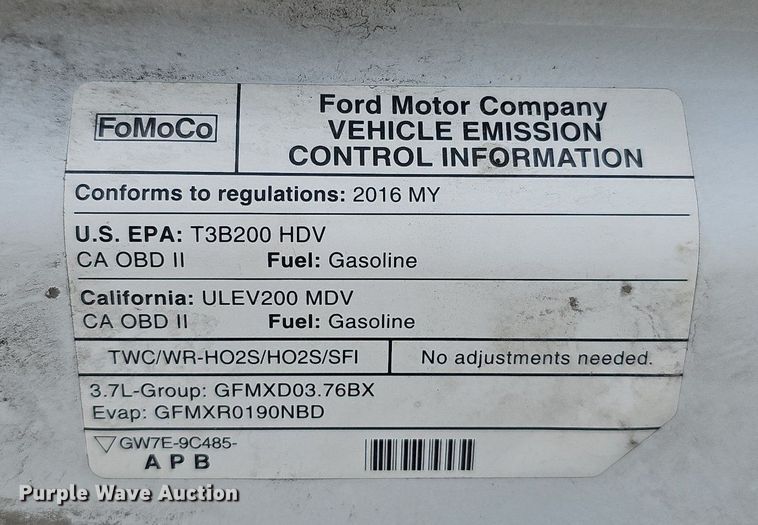 FoMoCo
Ford Motor Company
VEHICLE EMISSION
CONTROL INFORMATION
Conforms to regulations: 2016 MY
U.S. EPA: T3B200 HDV
CA OBD II Fuel: Gasoline
California: ULEV200 MDV
CA OBD II Fuel: Gasoline
TWC/WR-HO2S/HO2S/SFI No adjustments needed.
3.7L-Group: GFMXD03.76BX
Evap: GFMXR0190NBD
GW7E-9C485-
A P B
Purple Wave Auction